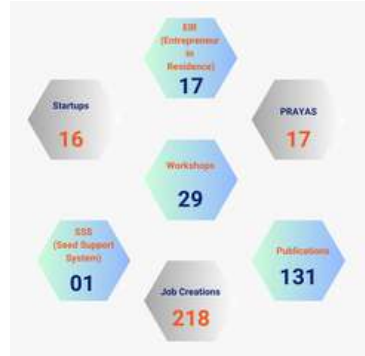 EIR
(Entrepreneur
in
Residence)
17
Startups
16
PRAYAS
17
Workshops
29
SSS
(Seed Support
System)
01
Publications
131
Job Creations
218